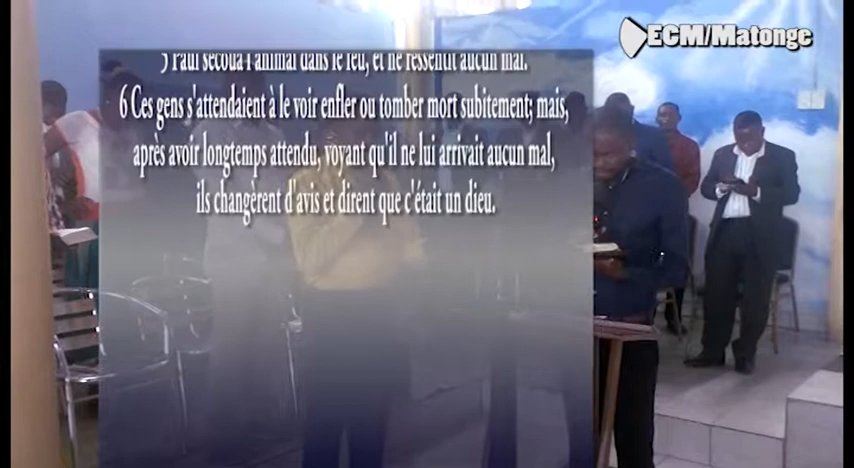 ECM/Matonge
5 Paul secoua l'animal dans le feu, et ne ressentit aucun mal.
6 Ces gens s'attendaient à le voir enfler ou tomber mort subitement; mais,
après avoir longtemps attendu, voyant qu'il ne lui arrivait aucun mal,
ils changèrent d'avis et dirent que c'était un dieu.